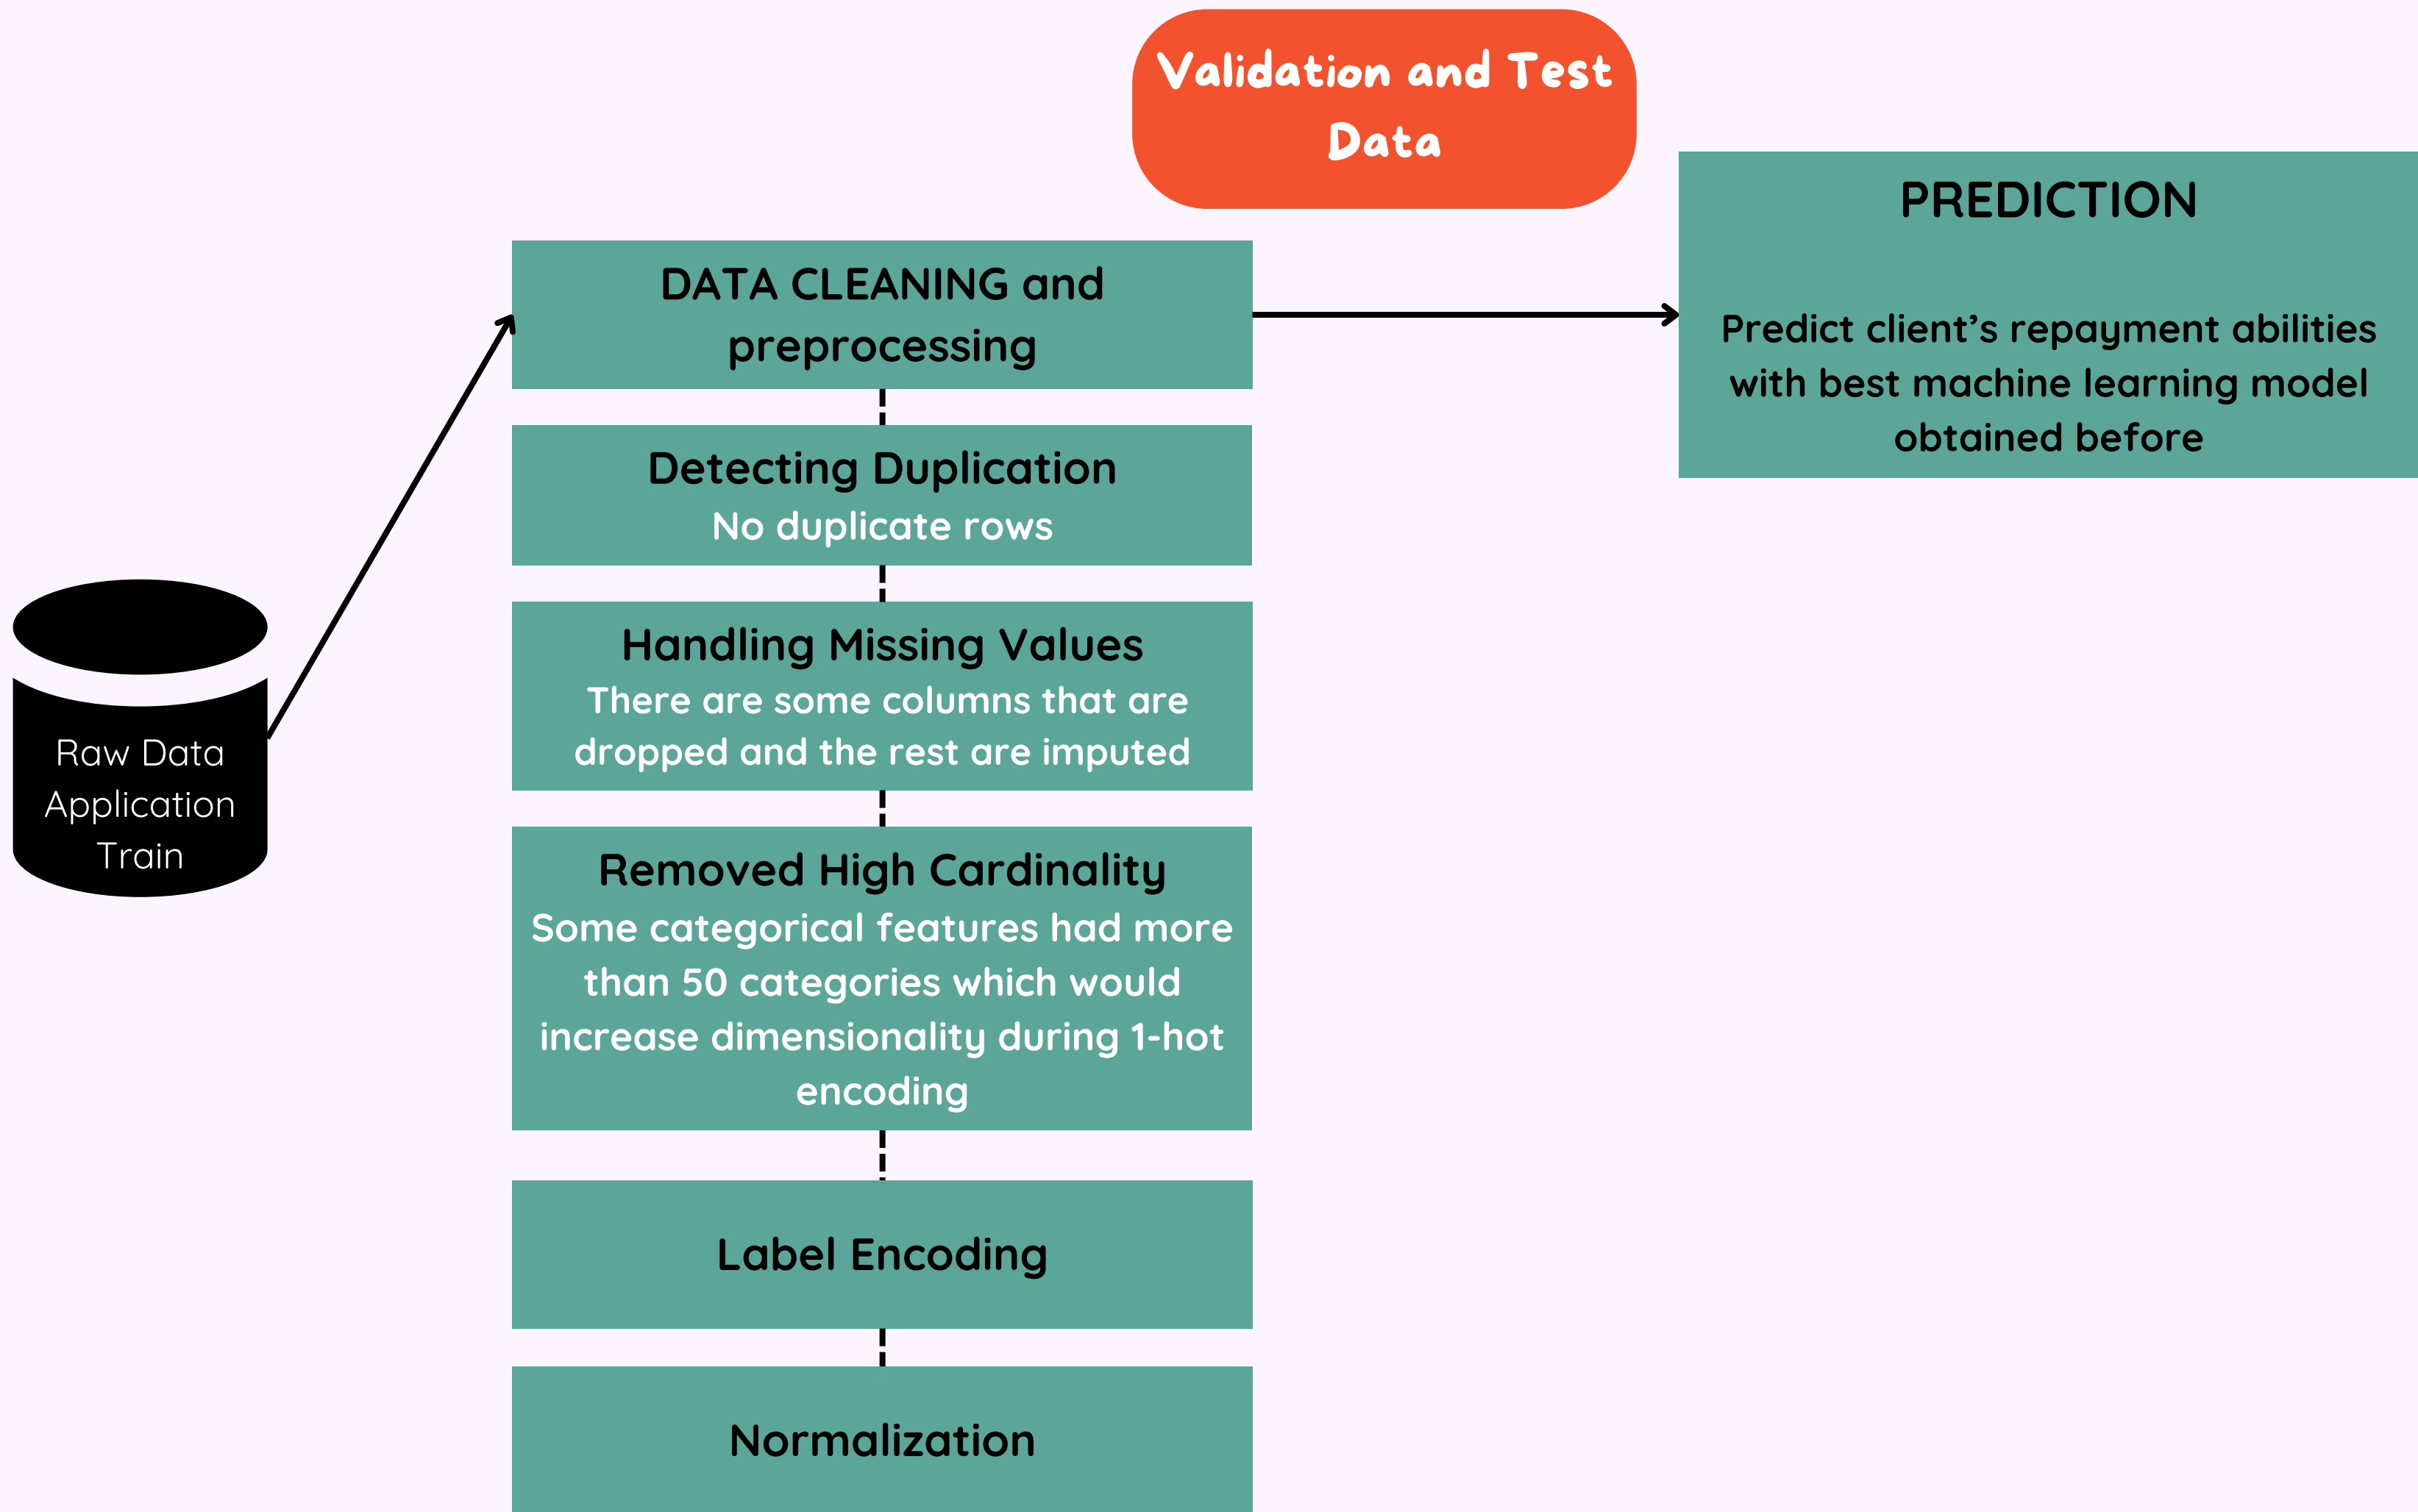 Validation and Test
Data
PREDICTION
Predict client's repayment abilities
with best machine learning model
obtained before
DATA CLEANING and
preprocessing
Detecting Duplication
No duplicate rows
Handling Missing Values
There are some columns that are
dropped and the rest are imputed
Removed High Cardinality
Some categorical features had more
than 50 categories which would
increase dimensionality during 1-hot
encoding
Label Encoding
Normalization
Raw Data
Application
Train